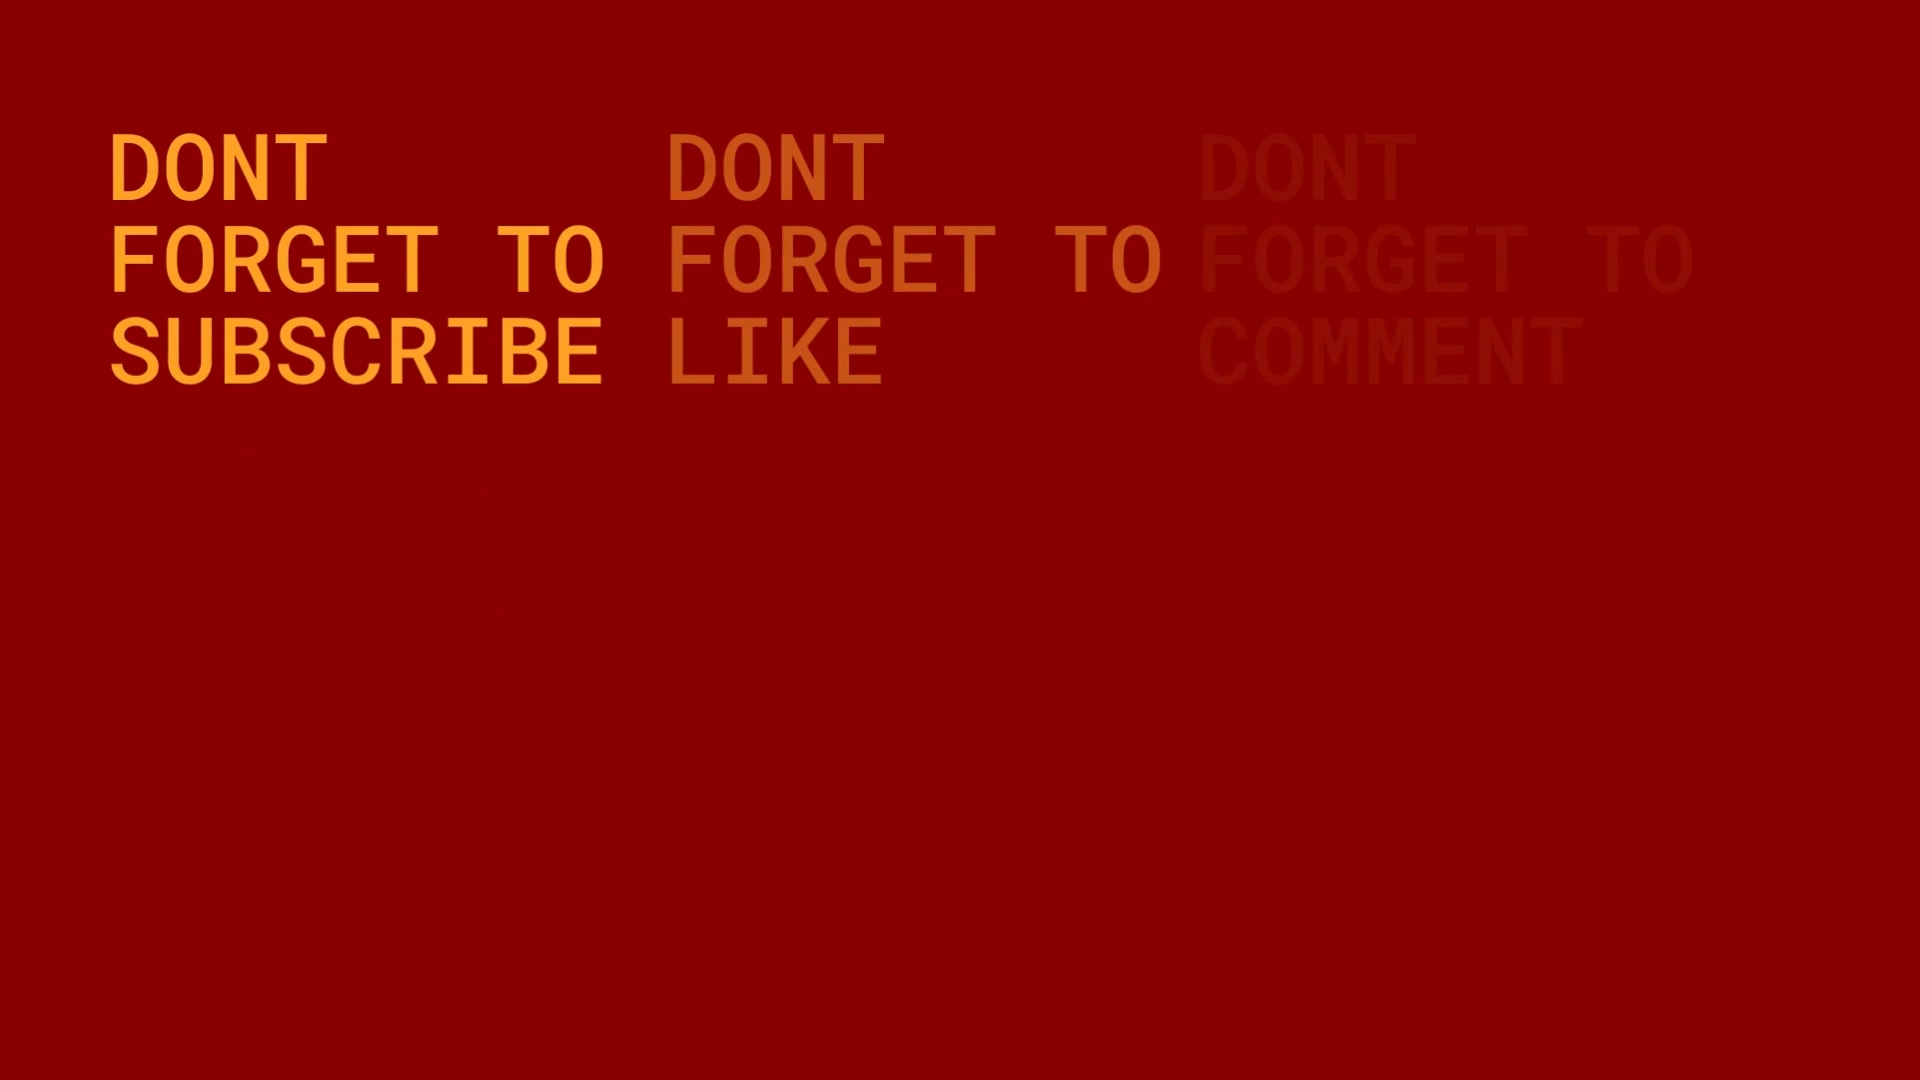 DONT
FORGET TO
SUBSCRIBE
DONT
FORGET TO
LIKE
DONT
FORGET TO
COMMENT